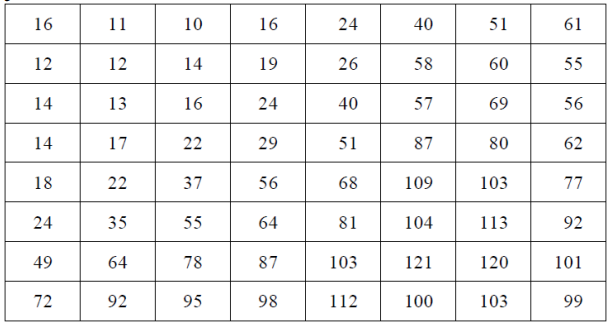 16 11 10 16 24 40 51 61
12 12 14 19 26 58 60 55
14 13 16 24 40 57 69 56
14 17 22 29 51 87 80 62
18 22 37 56 68 109 103 77
24 35 55 64 81 104 113 92
49 64 78 87 103 121 120 101
72 92 95 98 112 100 103 99